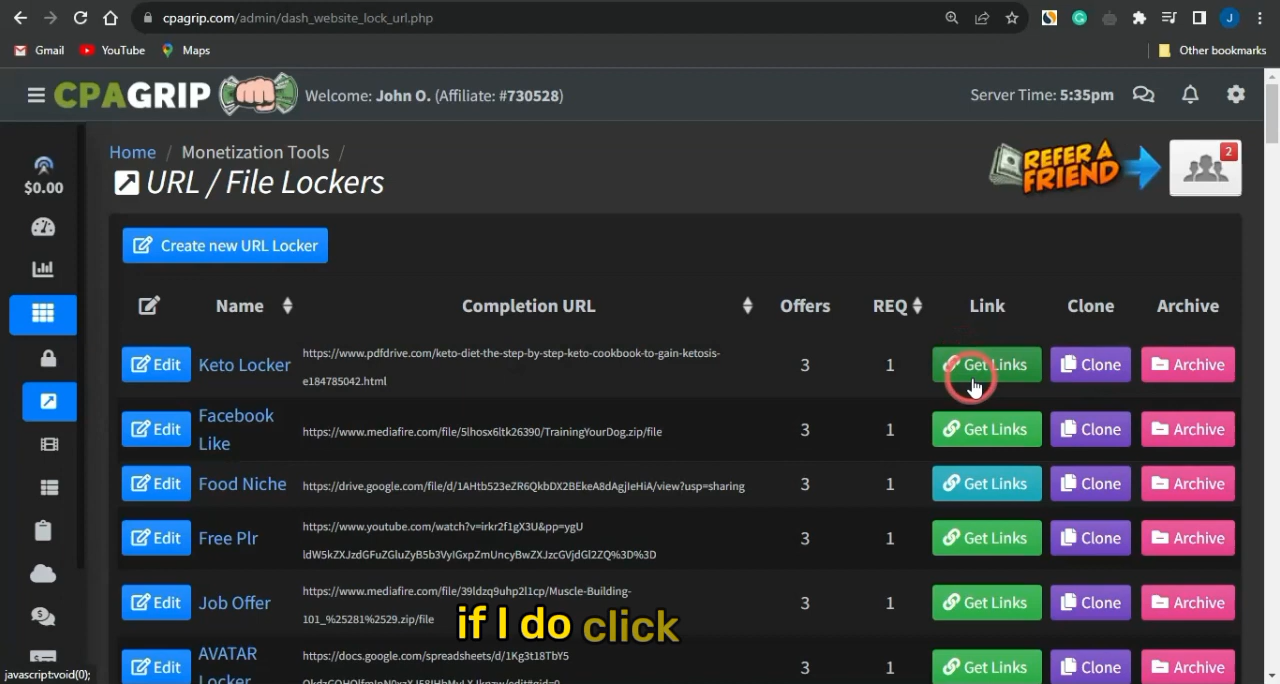 cpagrip.com/admin/dash_website_lock_url.php
J
Gmail
YouTube
Maps
Other bookmarks
CPAGRIP
Welcome: John O. (Affiliate: #730528)
Server Time: 5:35pm
Home / Monetization Tools /
URL / File Lockers
REFER A
FRIEND
2
$0.00
Create new URL Locker
Name
Completion URL
Offers
REQ
Link
Clone
Archive
Edit
Keto Locker
https://www.pdfdrive.com/keto-diet-the-step-by-step-keto-cookbook-to-gain-ketosis-
e184785042.html
3
1
Get Links
Clone
Archive
Edit
Facebook
Like
https://www.mediafire.com/file/5lhosx6ltk26390/TrainingYourDog.zip/file
3
1
Get Links
Clone
Archive
Edit
Food Niche
https://drive.google.com/file/d/1AHtb523eZR6QkbDX2BEkeA8dAgjIeHiA/view?usp=sharing
3
1
Get Links
Clone
Archive
Edit
Free Plr
https://www.youtube.com/watch?v=irkr2f1gX3U&pp=ygU
ldW5kZXJzdGFuZGluZyB5b3VyIGxpZmUncyBwZXJzcGVjdGl2ZQ%3D%3D
3
1
Get Links
Clone
Archive
Edit
Job Offer
https://www.mediafire.com/file/39ldzq9uhp2l1cp/Muscle-Building-
101_%25281%2529.zip/file
3
1
Get Links
Clone
Archive
Edit
AVATAR
Locker
https://docs.google.com/spreadsheets/d/1Kg3t18TbY5
3
1
Get Links
Clone
Archive
if I do click
javascript:void(0);